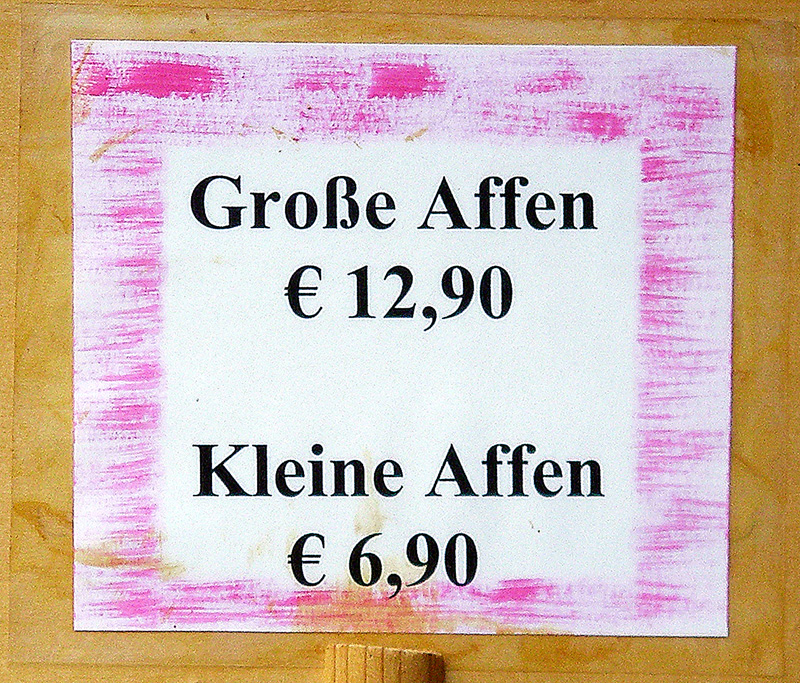 Große Affen
€ 12,90
Kleine Affen
€ 6,90